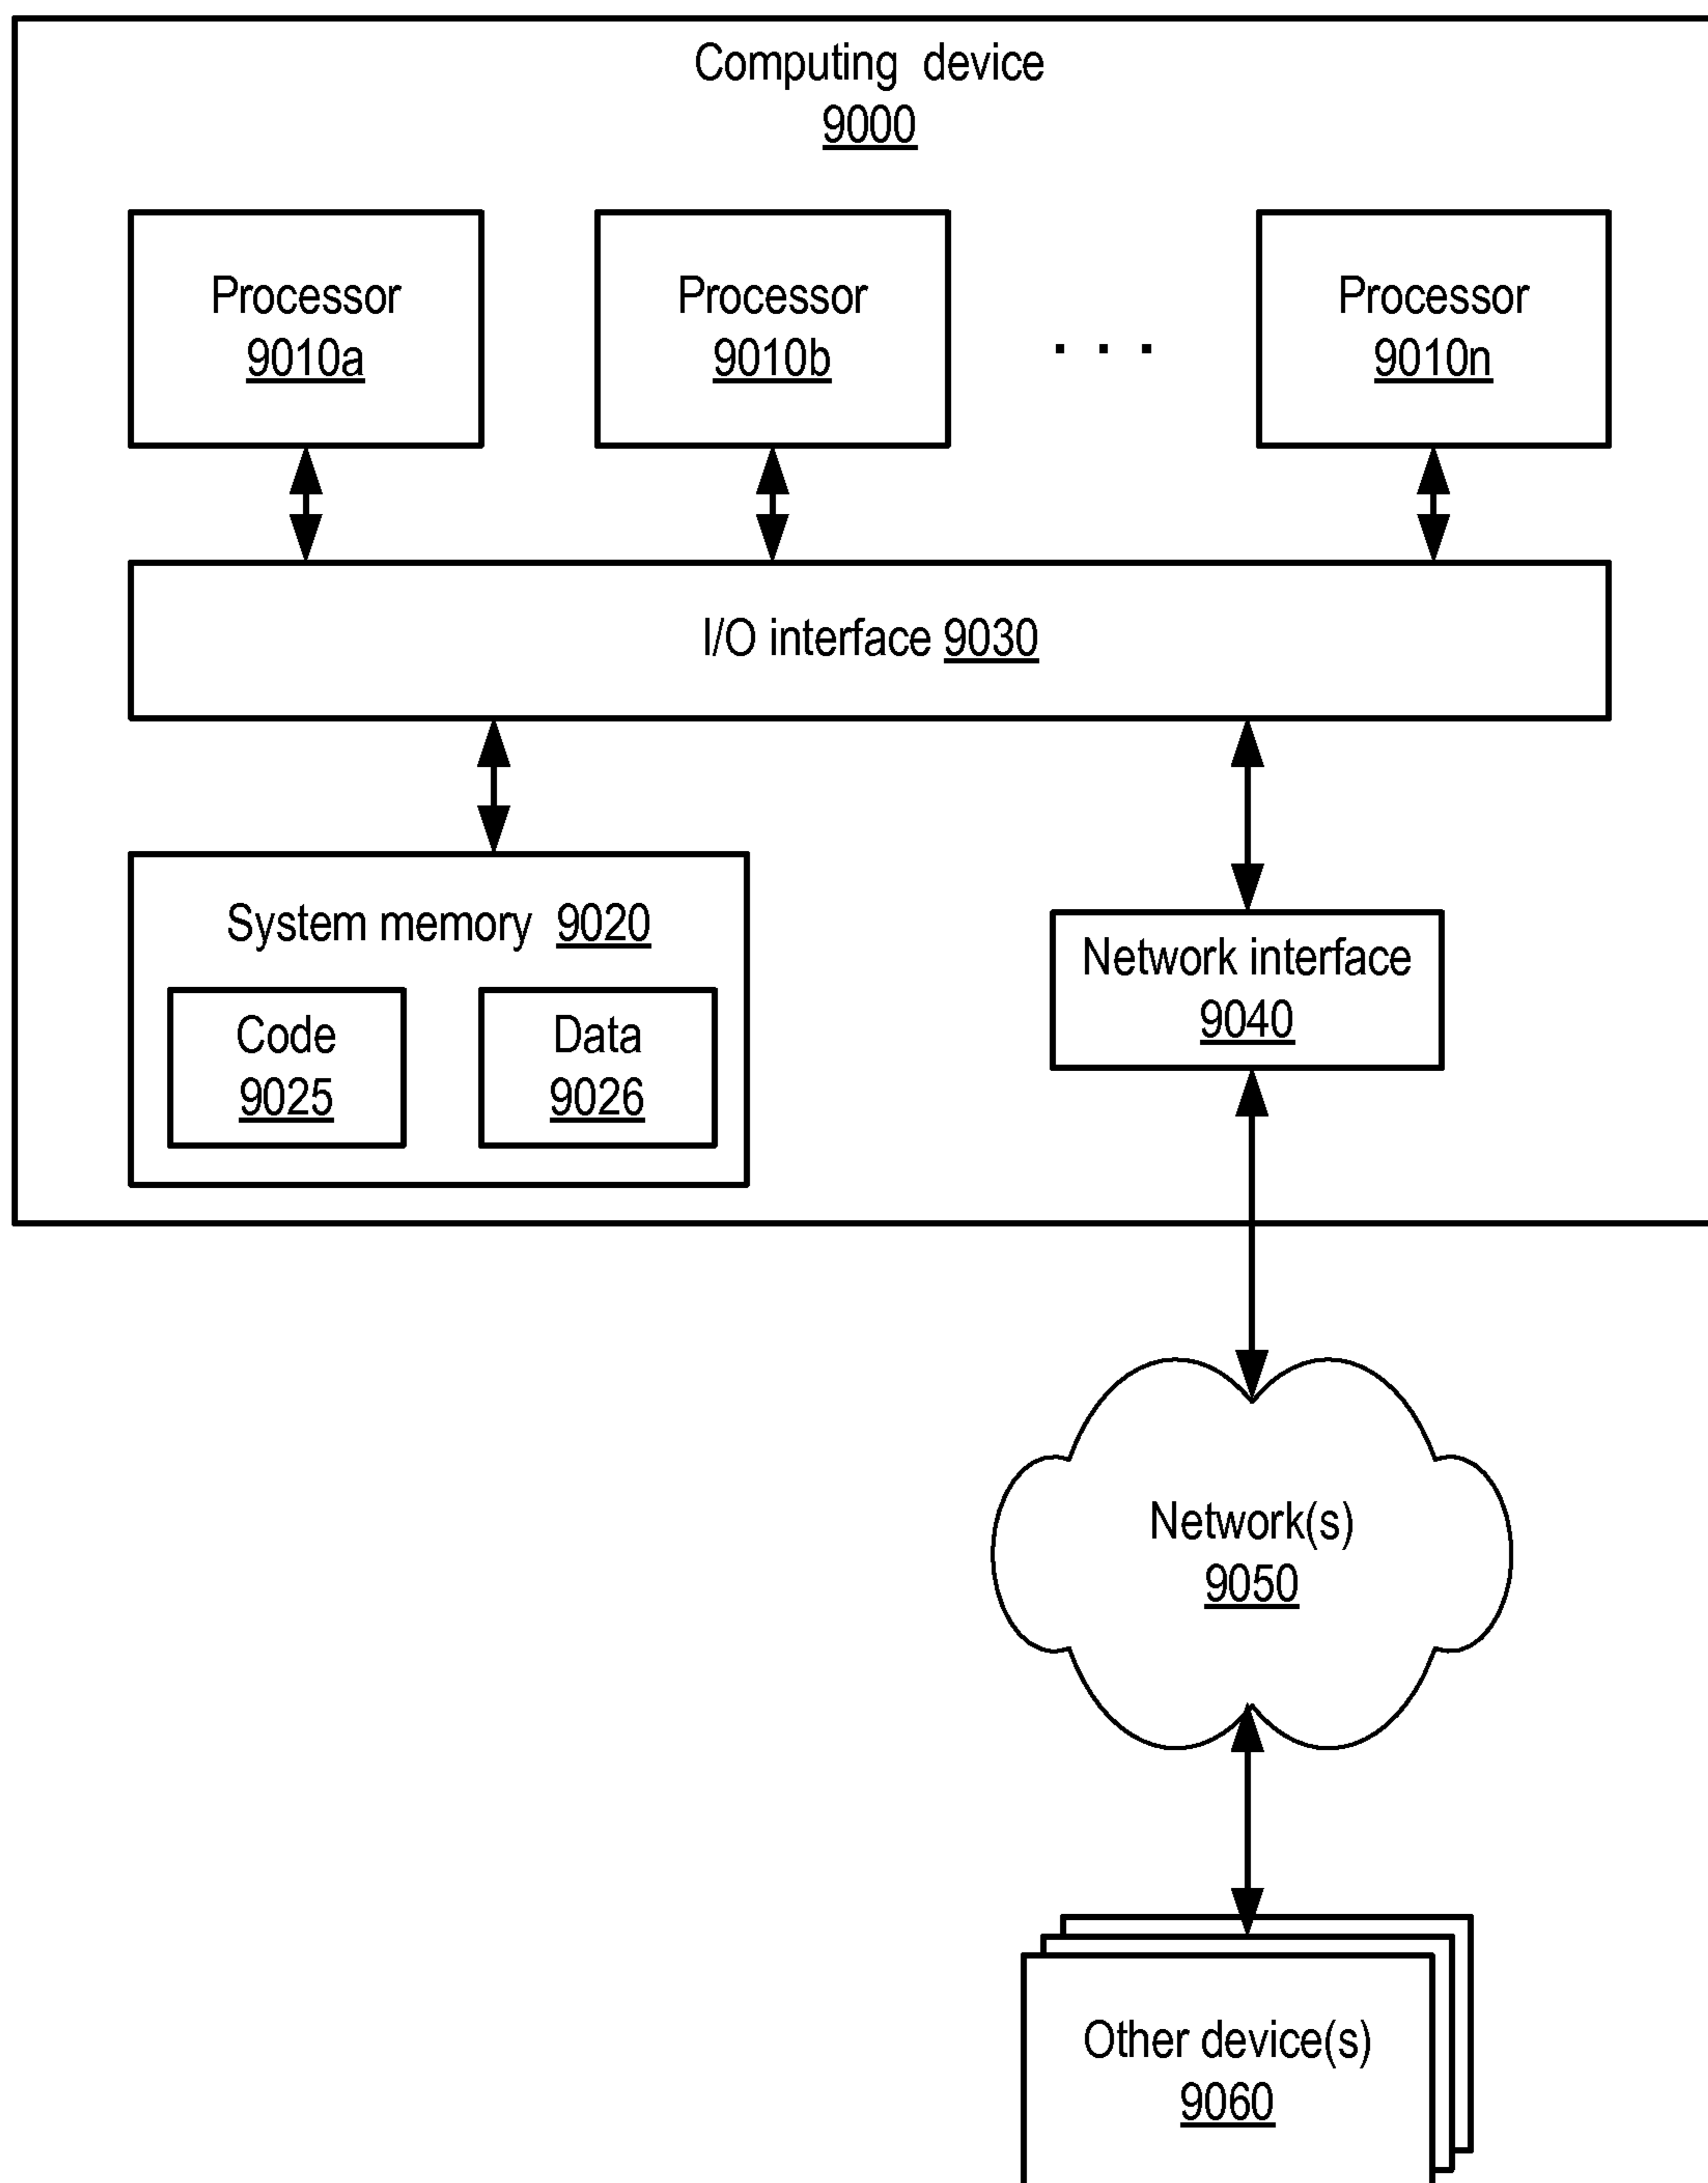 Computing device
9000
Processor
9010a
Processor
9010b
. . .
Processor
9010n
I/O interface 9030
System memory 9020
Code
9025
Data
9026
Network interface
9040
Network(s)
9050
Other device(s)
9060